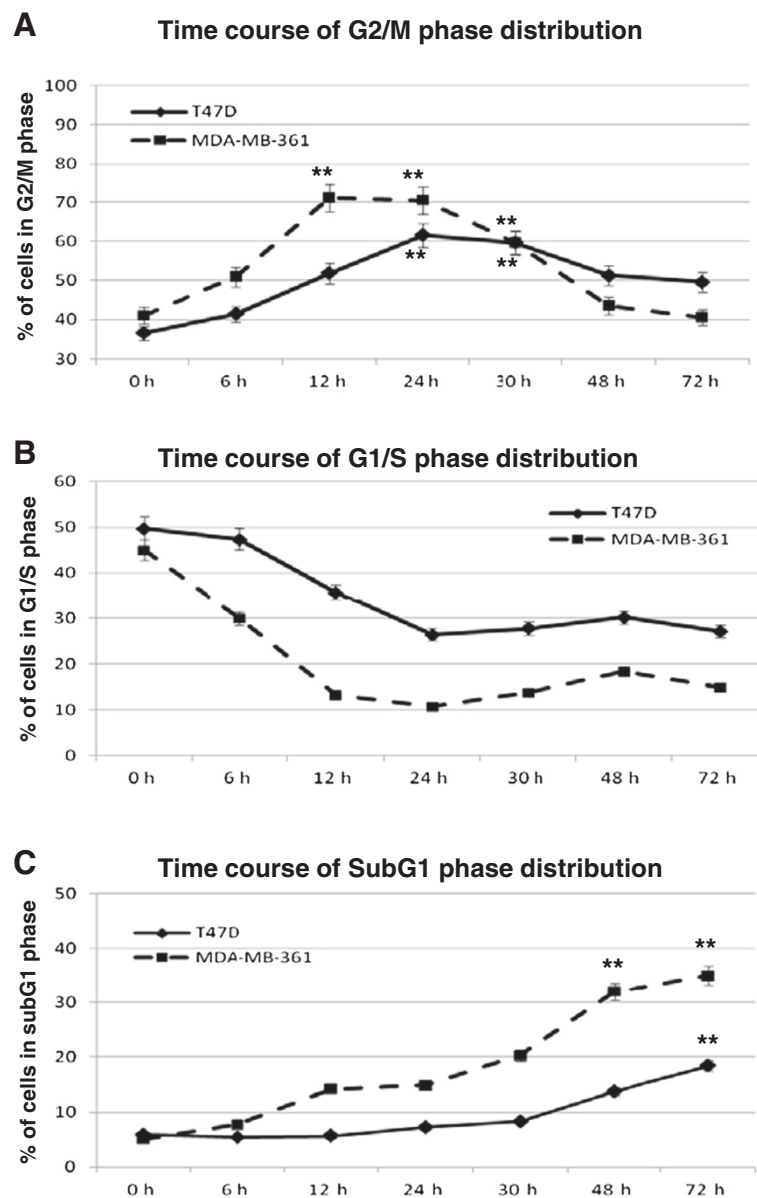 A
Time course of G2/M phase distribution
% of cells in G2/M phase
100
90
80
70
60
50
40
30
T47D
MDA-MB-361
**
**
**
**
**
0 h 6 h 12 h 24 h 30 h 48 h 72 h
B
Time course of G1/S phase distribution
% of cells in G1/S phase
60
50
40
30
20
10
0
T47D
MDA-MB-361
0 h 6 h 12 h 24 h 30 h 48 h 72 h
C
Time course of SubG1 phase distribution
% of cells in subG1 phase
50
40
30
20
10
0
T47D
MDA-MB-361
**
**
**
0 h 6 h 12 h 24 h 30 h 48 h 72 h